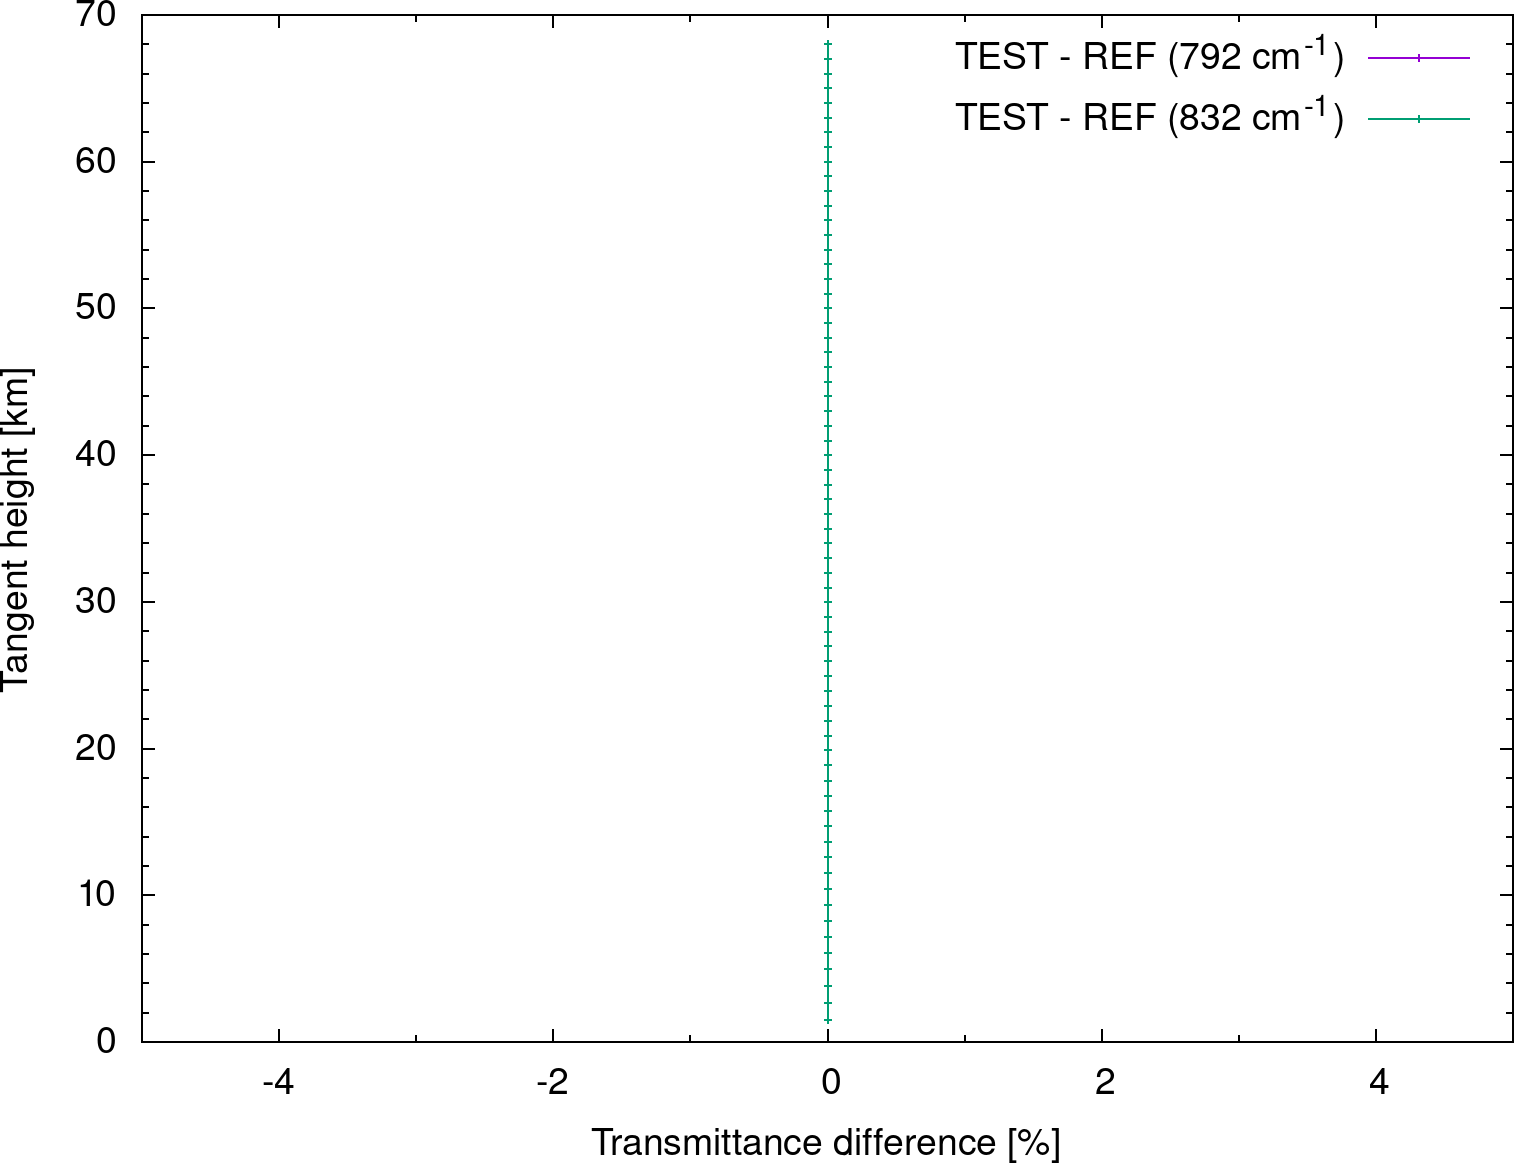 TEST - REF (792 cm⁻¹)
TEST - REF (832 cm⁻¹)
70
60
50
40
30
20
10
0
Tangent height [km]
-4 -2 0 2 4
Transmittance difference [%]